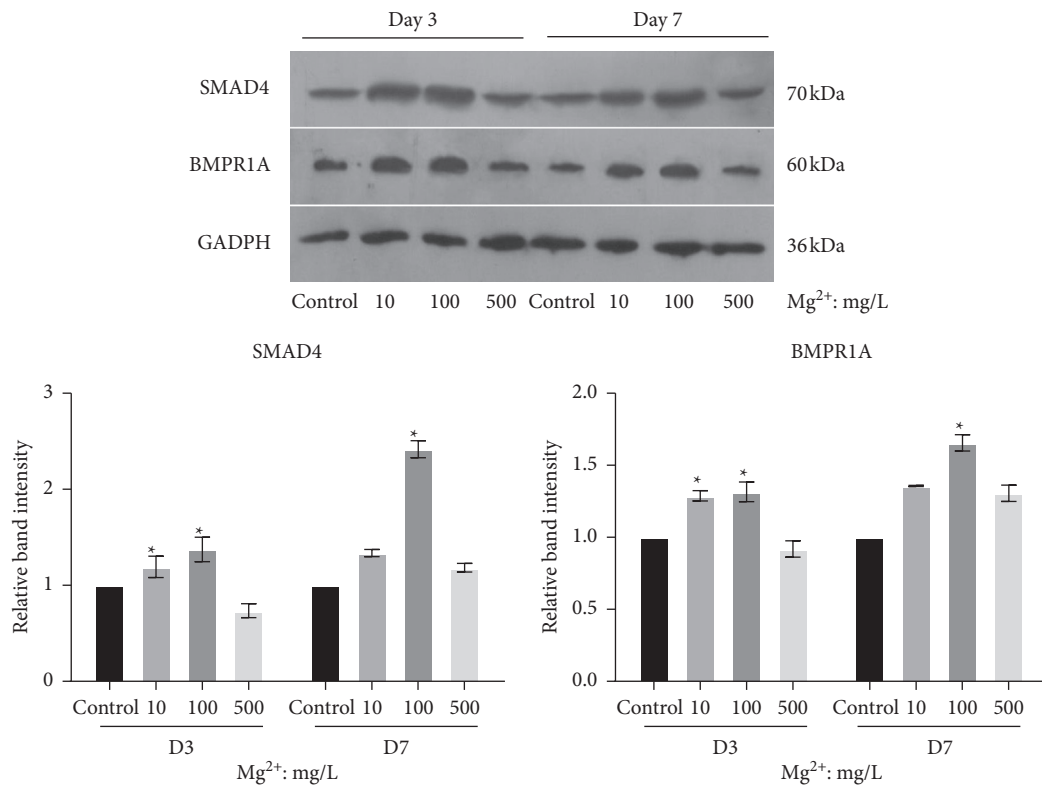 Day 3 Day 7
SMAD4 70 kDa
BMPR1A 60 kDa
GADPH 36 kDa
Control 10 100 500 Control 10 100 500 Mg2+: mg/L
SMAD4
3
2
1
0
Relative band intensity
* * *
Control 10 100 500 Control 10 100 500
D3 D7
Mg2+: mg/L
BMPR1A
2.0
1.5
1.0
0.5
0.0
Relative band intensity
* * *
Control 10 100 500 Control 10 100 500
D3 D7
Mg2+: mg/L